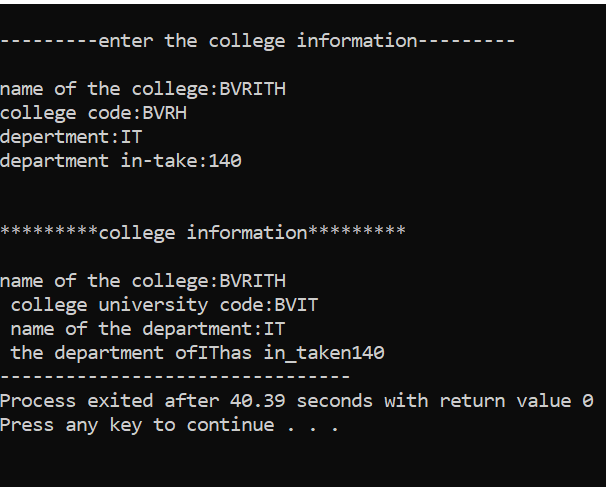 ---------enter the college information---------
name of the college:BVRITH
college code:BVRH
depertment:IT
department in-take:140
*********college information*********
name of the college:BVRITH
 college university code:BVIT
 name of the department:IT
 the department ofIThas in_taken140
--------------------------------
Process exited after 40.39 seconds with return value 0
Press any key to continue . . .